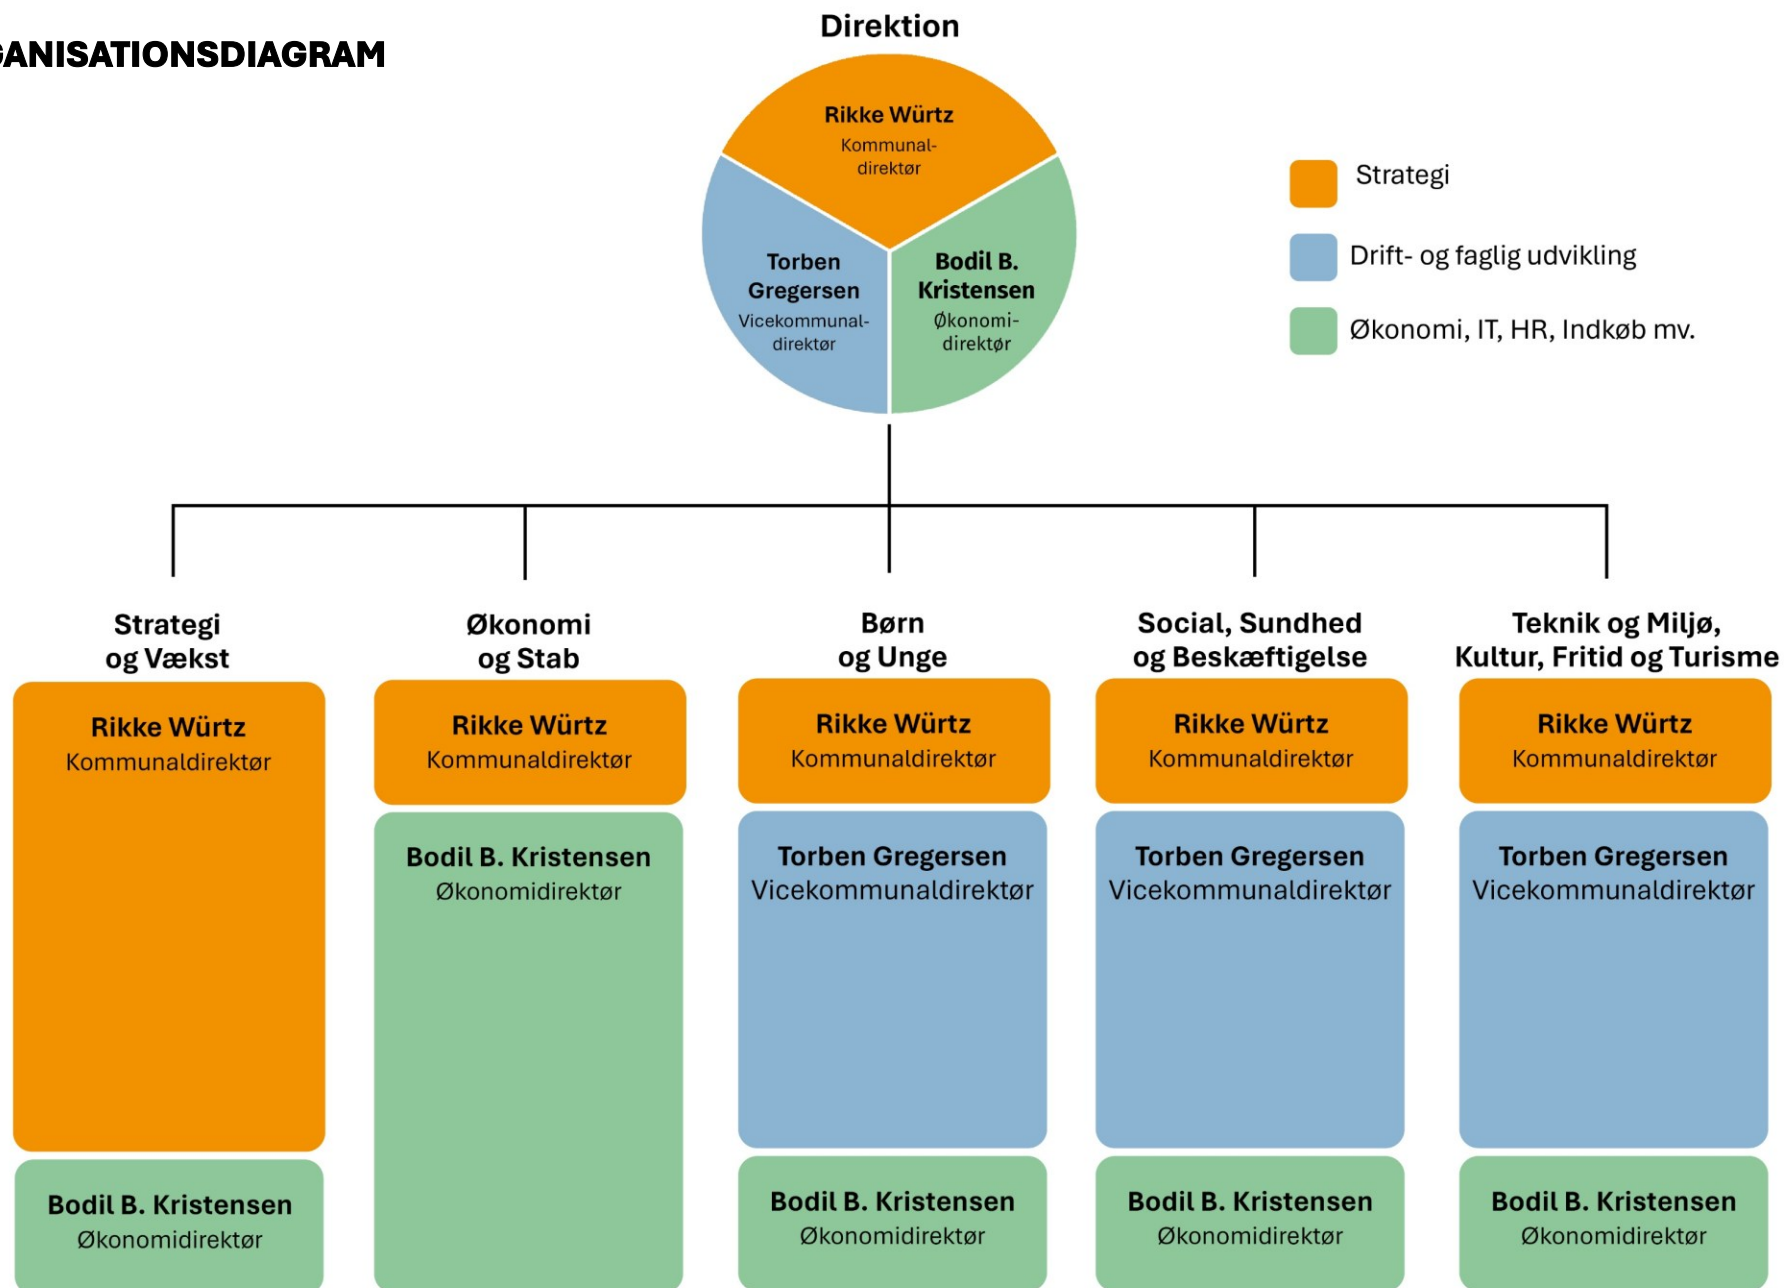 GANISATIONSDIAGRAM
Direktion
Rikke Würtz
Kommunal-
direktør
Torben
Gregersen
Vicekommunal-
direktør
Bodil B.
Kristensen
Økonomi-
direktør
Strategi
Drift- og faglig udvikling
Økonomi, IT, HR, Indkøb mv.
Strategi
og Vækst
Rikke Würtz
Kommunaldirektør
Bodil B. Kristensen
Økonomidirektør
Økonomi
og Stab
Rikke Würtz
Kommunaldirektør
Bodil B. Kristensen
Økonomidirektør
Børn
og Unge
Rikke Würtz
Kommunaldirektør
Torben Gregersen
Vicekommunaldirektør
Bodil B. Kristensen
Økonomidirektør
Social, Sundhed
og Beskæftigelse
Rikke Würtz
Kommunaldirektør
Torben Gregersen
Vicekommunaldirektør
Bodil B. Kristensen
Økonomidirektør
Teknik og Miljø,
Kultur, Fritid og Turisme
Rikke Würtz
Kommunaldirektør
Torben Gregersen
Vicekommunaldirektør
Bodil B. Kristensen
Økonomidirektør